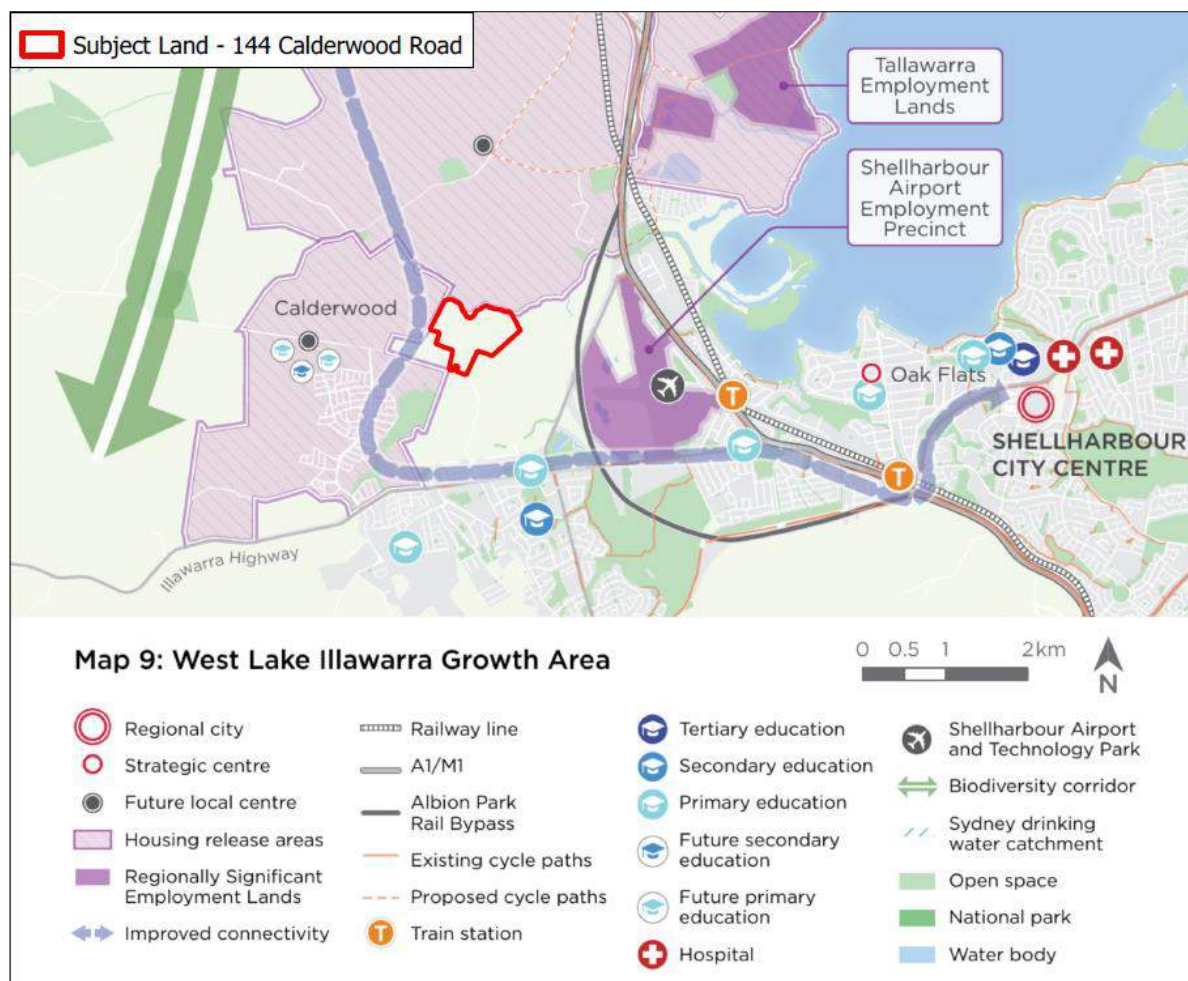 Subject Land - 144 Calderwood Road
Tallawarra
Employment
Lands
Shellharbour
Airport
Employment
Precinct
Calderwood
Oak Flats
T
SHELLHARBOUR
CITY CENTRE
T
Illawarra Highway
Map 9: West Lake Illawarra Growth Area
0 0.5 1 2km
N
Regional city
Strategic centre
Future local centre
Housing release areas
Regionally Significant
Employment Lands
Improved connectivity
Railway line
A1/M1
Albion Park
Rail Bypass
Existing cycle paths
Proposed cycle paths
T Train station
Tertiary education
Secondary education
Primary education
Future secondary
education
Future primary
education
Hospital
Shellharbour Airport
and Technology Park
Biodiversity corridor
Sydney drinking
water catchment
Open space
National park
Water body